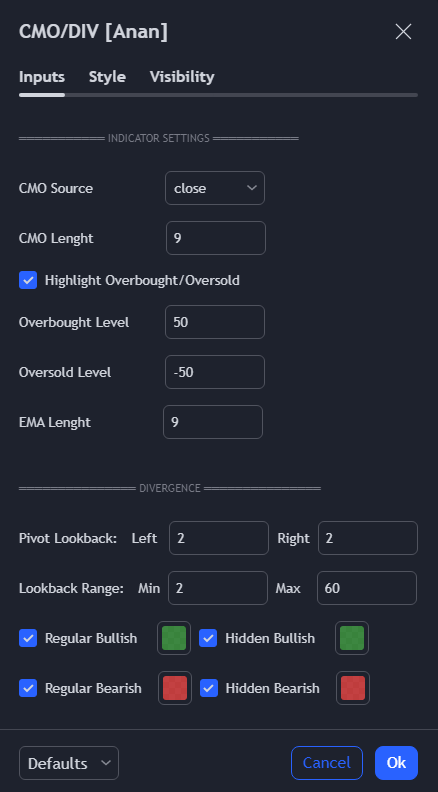 CMO/DIV [Anan]
Inputs Style Visibility
INDICATOR SETTINGS
CMO Source close
CMO Lenght 9
Highlight Overbought/Oversold
Overbought Level 50
Oversold Level -50
EMA Lenght 9
DIVERGENCE
Pivot Lookback: Left 2 Right 2
Lookback Range: Min 2 Max 60
Regular Bullish Hidden Bullish
Regular Bearish Hidden Bearish
Defaults Cancel Ok